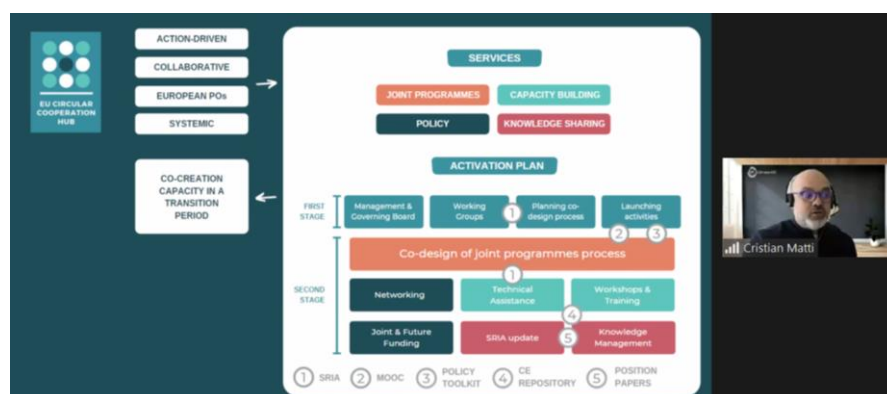 EU CIRCULAR
COOPERATION
HUB
ACTION-DRIVEN
COLLABORATIVE
EUROPEAN POs
SYSTEMIC
CO-CREATION
CAPACITY IN A
TRANSITION
PERIOD
SERVICES
JOINT PROGRAMMES
CAPACITY BUILDING
POLICY
KNOWLEDGE SHARING
ACTIVATION PLAN
FIRST
STAGE
Management &
Governing Board
Working
Groups
1
Planning co-
design process
Launching
activities
2
3
SECOND
STAGE
Co-design of joint programmes process
1
Networking
Technical
Assistance
Workshops &
Training
4
Joint & Future
Funding
SRIA update
5
Knowledge
Management
1 SRIA
2 MOOC
3 POLICY
TOOLKIT
4 CE
REPOSITORY
5 POSITION
PAPERS
Cristian Matti